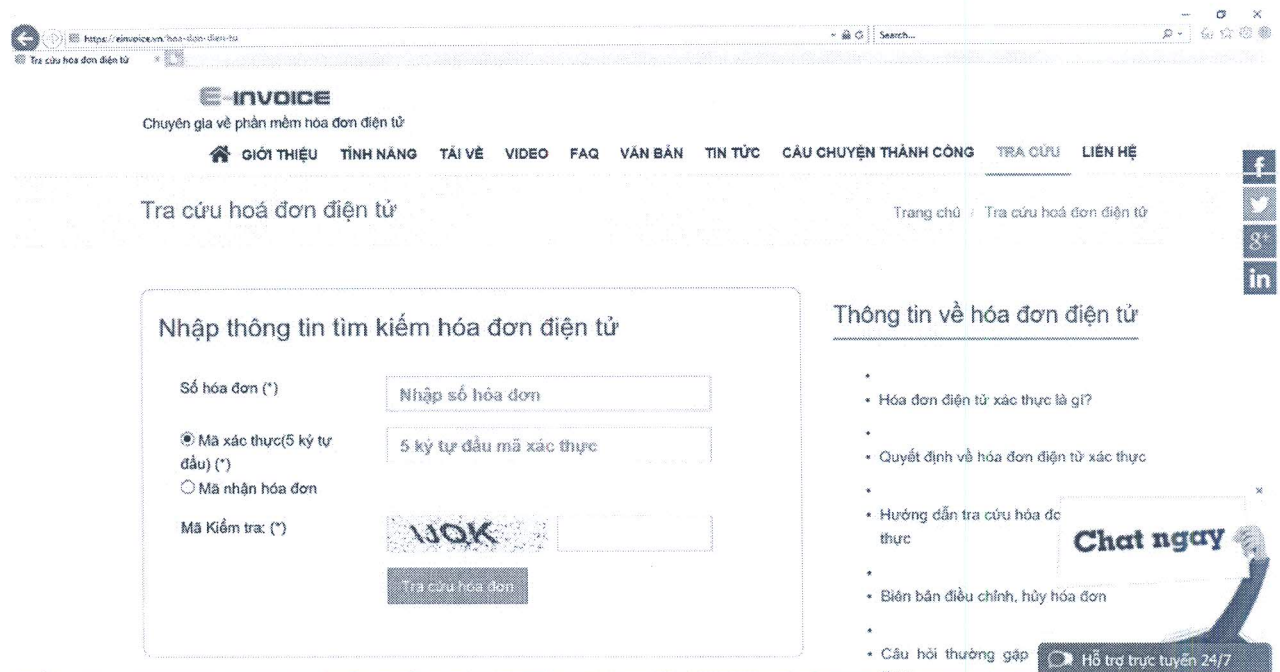 https://einvoice.vn/hoa-don-dien-tu
Search...
Tra cứu hóa đơn điện tử
E-INVOICE
Chuyên gia về phần mềm hóa đơn điện tử
GIỚI THIỆU TÍNH NĂNG TẢI VỀ VIDEO FAQ VĂN BẢN TIN TỨC CÂU CHUYỆN THÀNH CÔNG TRA CỨU LIÊN HỆ
Tra cứu hoá đơn điện tử
Trang chủ / Tra cứu hoá đơn điện tử
Nhập thông tin tìm kiếm hóa đơn điện tử
Số hóa đơn (*)
Nhập số hóa đơn
Mã xác thực(5 ký tự
đầu) (*)
5 ký tự đầu mã xác thực
Mã nhận hóa đơn
Mã Kiểm tra: (*)
Tra cứu hóa đơn
Thông tin về hóa đơn điện tử
Hóa đơn điện tử xác thực là gì?
Quyết định về hóa đơn điện tử xác thực
Hướng dẫn tra cứu hóa
thực
Biên bản điều chỉnh, hủy hóa đơn
Câu hỏi thường gặp
Chat ngay
Hỗ trợ trực tuyến 24/7